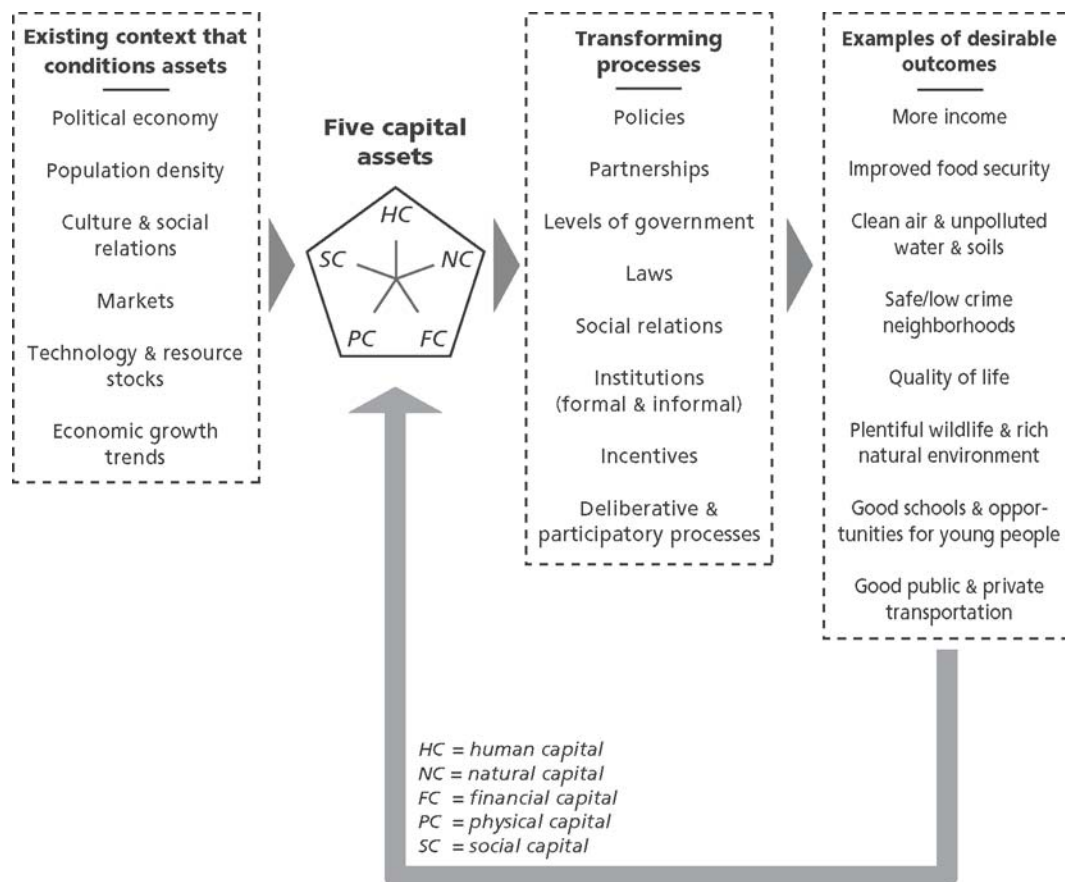 Existing context that
conditions assets
Political economy
Population density
Culture & social
relations
Markets
Technology & resource
stocks
Economic growth
trends
Five capital
assets
HC
SC
NC
PC
FC
Transforming
processes
Policies
Partnerships
Levels of government
Laws
Social relations
Institutions
(formal & informal)
Incentives
Deliberative &
participatory processes
Examples of desirable
outcomes
More income
Improved food security
Clean air & unpolluted
water & soils
Safe/low crime
neighborhoods
Quality of life
Plentiful wildlife & rich
natural environment
Good schools & oppor-
tunities for young people
Good public & private
transportation
HC = human capital
NC = natural capital
FC = financial capital
PC = physical capital
SC = social capital